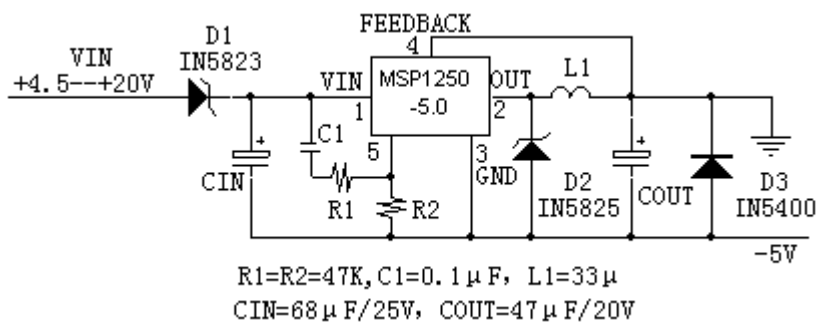 FEEDBACK
4
D1
IN5823
VIN
+4.5--+20V
VIN
1
MSP1250
-5.0
OUT
2
L1
C1
5
3
GND
CIN
R1
R2
D2
IN5825
COUT
D3
IN5400
-5V
R1=R2=47K,C1=0.1μF, L1=33μ
CIN=68μF/25V, COUT=47μF/20V